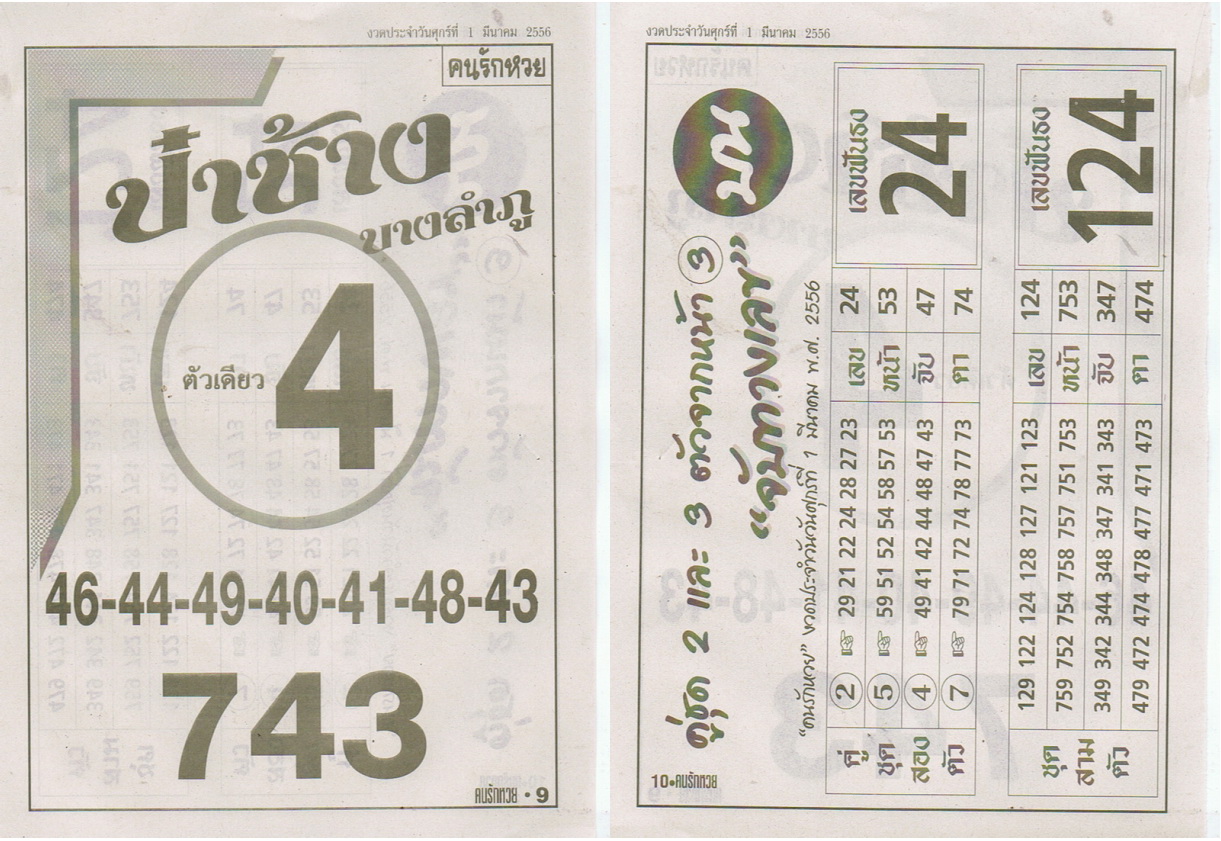 งวดประจำวันศุกร์ที่ 1 มีนาคม 2556
คนรักหวย
ป๋าช้าง
บางลำภู
ตัวเดียว 4
46-44-49-40-41-48-43
743
คนรักหวย • 9
งวดประจำวันศุกร์ที่ 1 มีนาคม 2556
คู่ชุด 2 และ 3 ตัวจากหน้า 3 บน
“จับทางเลข”
“คนรักหวย” งวดประจำวันศุกร์ที่ 1 มีนาคม พ.ศ. 2556
คู่ 2 29 21 22 24 28 27 23 เลข 24
ชุด 5 59 51 52 54 58 57 53 หน้า 53
สอง 4 49 41 42 44 48 47 43 จับ 47
ตัว 7 79 71 72 74 78 77 73 ตา 74
เลขฟันธง
24
129 122 124 128 127 121 123 เลข 124
ชุด 759 752 754 758 757 751 753 หน้า 753
สาม 349 342 344 348 347 341 343 จับ 347
ตัว 479 472 474 478 477 471 473 ตา 474
เลขฟันธง
124
10•คนรักหวย